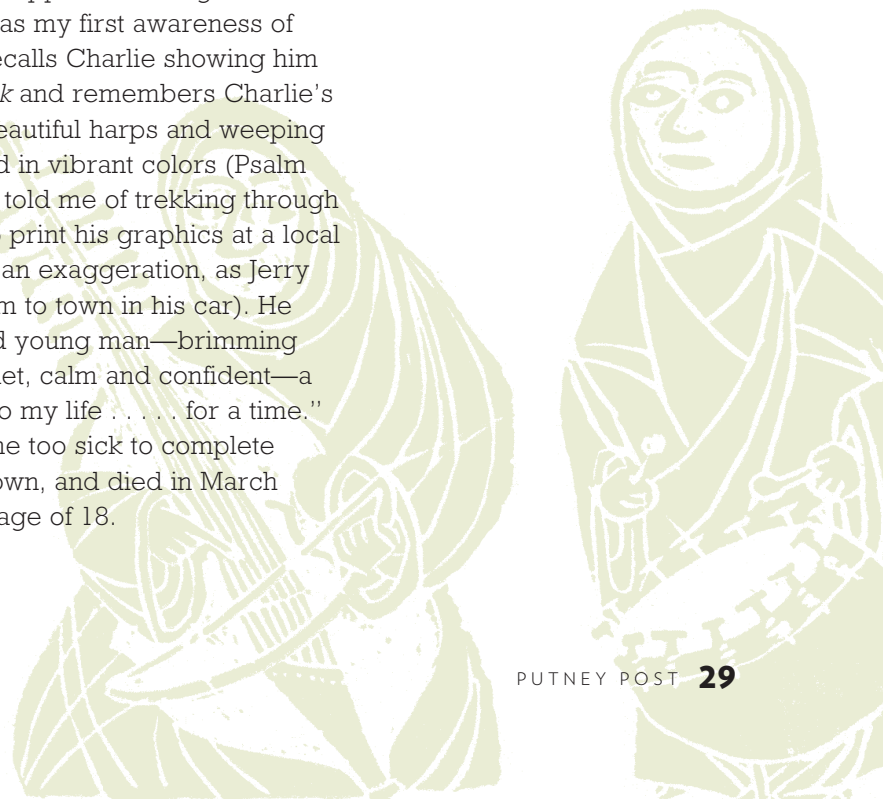 as my first awareness of
ecalls Charlie showing him
k and remembers Charlie’s
eautiful harps and weeping
d in vibrant colors (Psalm
told me of trekking through
print his graphics at a local
an exaggeration, as Jerry
m to town in his car). He
d young man—brimming
et, calm and confident—a
o my life . . . . . for a time.”
ne too sick to complete
own, and died in March
age of 18.
PUTNEY POST 29